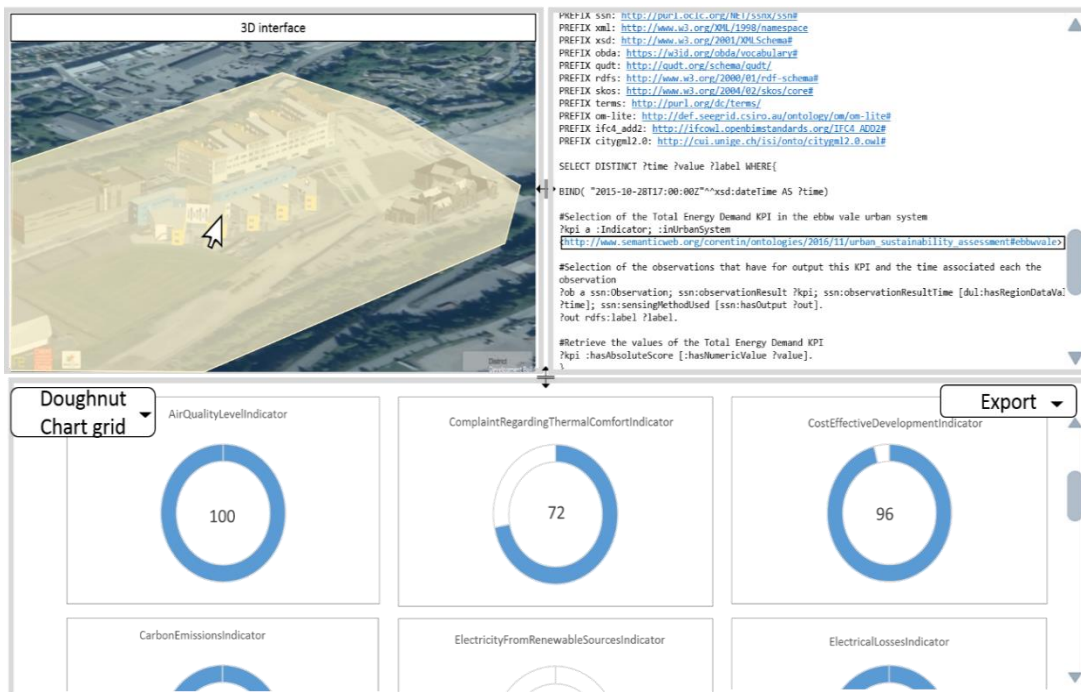 3D interface
PREFIX ssn: http://purl.oclc.org/NET/ssnx/ssn#
PREFIX xml: http://www.w3.org/XML/1998/namespace
PREFIX xsd: http://www.w3.org/2001/XMLSchema#
PREFIX obda: https://w3id.org/obda/vocabulary#
PREFIX qudt: http://qudt.org/schema/qudt/
PREFIX rdfs: http://www.w3.org/2000/01/rdf-schema#
PREFIX skos: http://www.w3.org/2004/02/skos/core#
PREFIX terms: http://purl.org/dc/terms/
PREFIX om-lite: http://def.seegrid.csiro.au/ontology/om/om-lite#
PREFIX ifc4_add2: http://ifcowl.openbimstandards.org/IFC4_ADD2#
PREFIX citygml2.0: http://cui.unige.ch/isi/onto/citygml2.0.owl#
SELECT DISTINCT ?time ?value ?label WHERE{
BIND( "2015-10-28T17:00:00Z"^^xsd:dateTime AS ?time)
#Selection of the Total Energy Demand KPI in the ebbw vale urban system
?kpi a :Indicator; :inUrbanSystem
<http://www.semanticweb.org/corentin/ontologies/2016/11/urban_sustainability_assessment#ebbwvale>
#Selection of the observations that have for output this KPI and the time associated each the
observation
?ob a ssn:Observation; ssn:observationResult ?kpi; ssn:observationResultTime [dul:hasRegionDataVal
?time]; ssn:sensingMethodUsed [ssn:hasOutput ?out].
?out rdfs:label ?label.
#Retrieve the values of the Total Energy Demand KPI
?kpi :hasAbsoluteScore [:hasNumericValue ?value].
}
Doughnut
Chart grid
Export
AirQualityLevelIndicator
ComplaintRegardingThermalComfortIndicator
CostEffectiveDevelopmentIndicator
100
72
96
CarbonEmissionsIndicator
ElectricityFromRenewableSourcesIndicator
ElectricalLossesIndicator